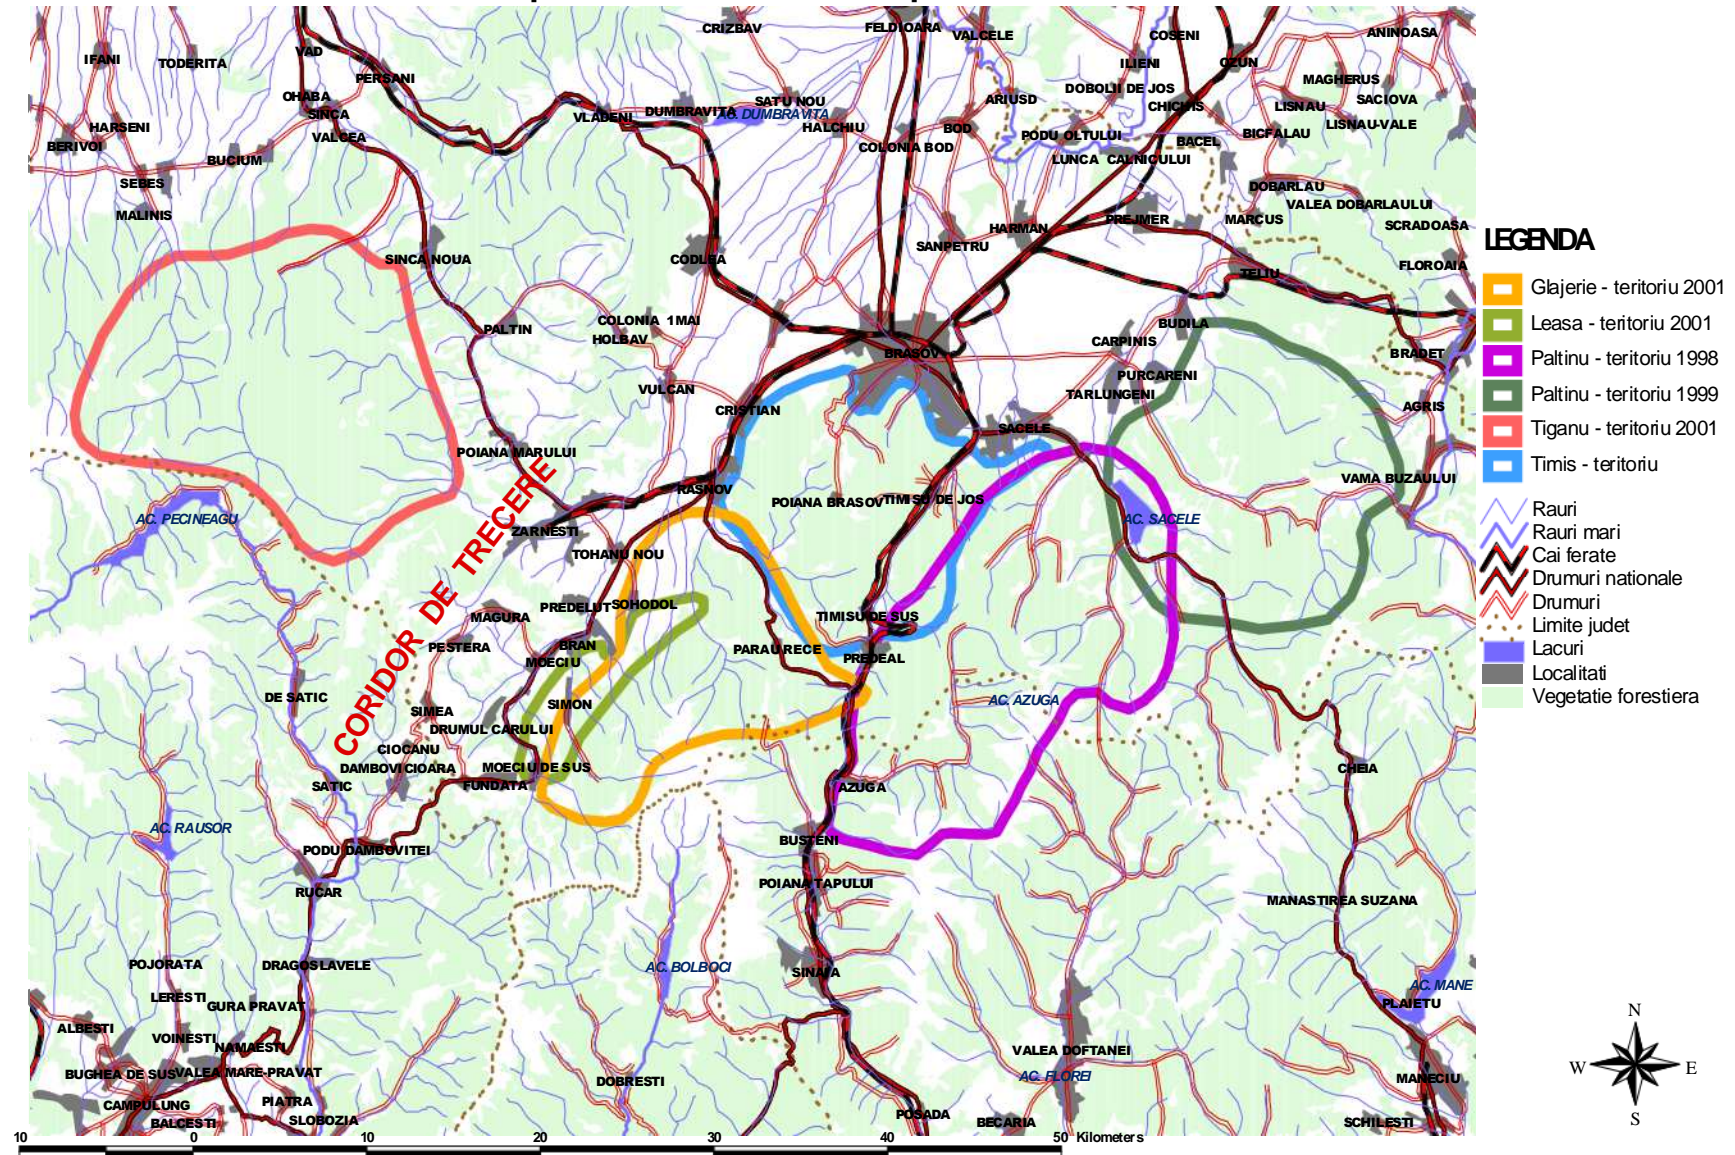 CRIZBAV
FELDIOARA
VALCELE
COSENI
ANINOASA
IFANI
TODERITA
VAD
PERSANI
ILIENI
OZUN
MAGHERUS
OHABA
SINCA
VALCEA
DUMBRAVITA
SATU NOU
AC. DUMBRAVITA
ARIUSD
DOBOLII DE JOS
CHICHIS
LISNAU
SACIOVA
HARSENI
BERIVOI
VLADENI
HALCHIU
COLONIA BOD
BOD
PODU OLTULUI
BACEL
BICFALAU
LISNAU-VALE
BUCIUM
SEBES
MALINIS
LUNCA CALNICULUI
DOBARLAU
VALEA DOBARLAULUI
SINCA NOUA
CODLEA
SANPETRU
HARMAN
PREJMER
MARCUS
SCRADOASA
TELIU
FLOROAIA
PALTIN
COLONIA 1MAI
HOLBAV
BRASOV
CARPINIS
BUDILA
BRADET
VULCAN
CRISTIAN
PURCARENI
TARLUNGENI
AGRIS
POIANA MARULUI
SACELE
RASNOV
POIANA BRASOV
TIMISU DE JOS
VAMA BUZAULUI
AC. PECINEAGU
ZARNESTI
AC. SACELE
TOHANU NOU
CORIDOR DE TRECERE
PREDELUT
SOHODOL
MAGURA
TIMISU DE SUS
PESTERA
BRAN
MOECIU
PARAU RECE
PREDEAL
DE SATIC
SIMON
AC. AZUGA
SIMEA
DRUMUL CARULUI
CIOCANU
DAMBOVICIOARA
MOECIU DE SUS
SATIC
FUNDATA
AZUGA
CHEIA
AC. RAUSOR
PODU DAMBOVITEI
BUSTENI
RUCAR
POIANA TAPULUI
MANASTIREA SUZANA
POJORATA
DRAGOSLAVELE
AC. BOLBOCI
SINAIA
LERESTI
GURA PRAVAT
AC. MANE
PLAIETU
ALBESTI
VOINESTI
NAMAESTI
VALEA DOFTANEI
BUGHEA DE SUS
VALEA MARE-PRAVAT
DOBRESTI
AC. FLOREI
MANECIU
CAMPULUNG
PIATRA
BALCESTI
SLOBOZIA
POSADA
BECARIA
SCHILESTI
10 0 10 20 30 40 50 Kilometers
LEGENDA
Glajerie - teritoriu 2001
Leasa - teritoriu 2001
Paltinu - teritoriu 1998
Paltinu - teritoriu 1999
Tiganu - teritoriu 2001
Timis - teritoriu
Rauri
Rauri mari
Cai ferate
Drumuri nationale
Drumuri
Limite judet
Lacuri
Localitati
Vegetatie forestiera
N
W E
S